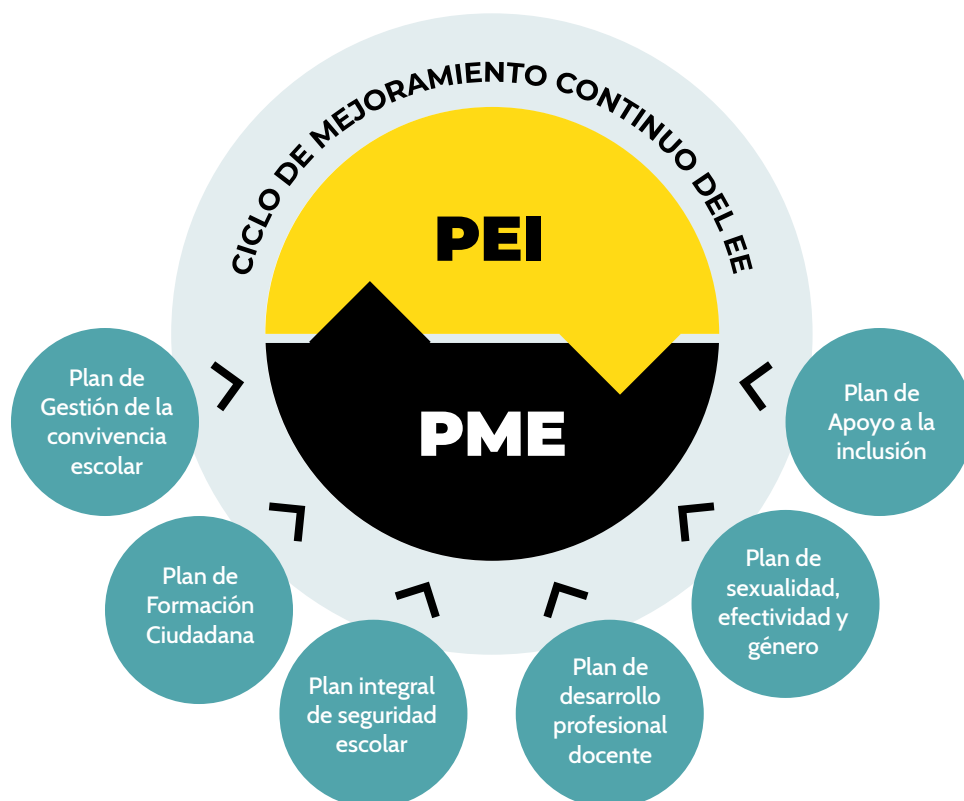 CICLO DE MEJORAMIENTO CONTINUO DEL EE
PEI
PME
Plan de
Gestión de la
convivencia
escolar
Plan de
Formación
Ciudadana
Plan integral
de seguridad
escolar
Plan de
desarrollo
profesional
docente
Plan de
sexualidad,
efectividad y
género
Plan de
Apoyo a la
inclusión